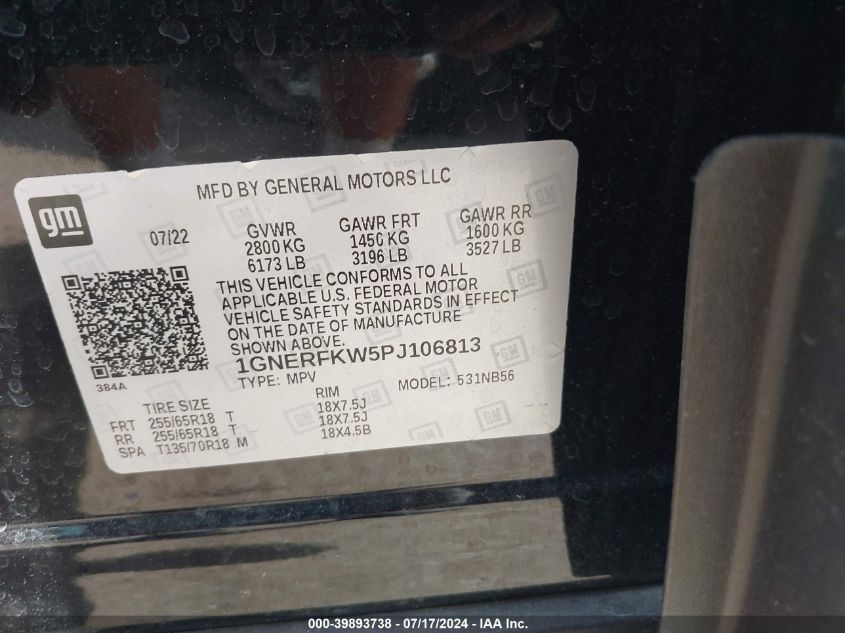 MFD BY GENERAL MOTORS LLC
gm
07/22
GVWR GAWR FRT GAWR RR
2800 KG 1450 KG 1600 KG
6173 LB 3196 LB 3527 LB
THIS VEHICLE CONFORMS TO ALL
APPLICABLE U.S. FEDERAL MOTOR
VEHICLE SAFETY STANDARDS IN EFFECT
ON THE DATE OF MANUFACTURE
SHOWN ABOVE.
1GNERFKW5PJ106813
384A
TYPE: MPV MODEL: 531NB56
TIRE SIZE RIM
FRT 255/65R18 T 18X7.5J
RR 255/65R18 T 18X7.5J
SPA T135/70R18 M 18X4.5B
000-39893738 - 07/17/2024 - IAA Inc.